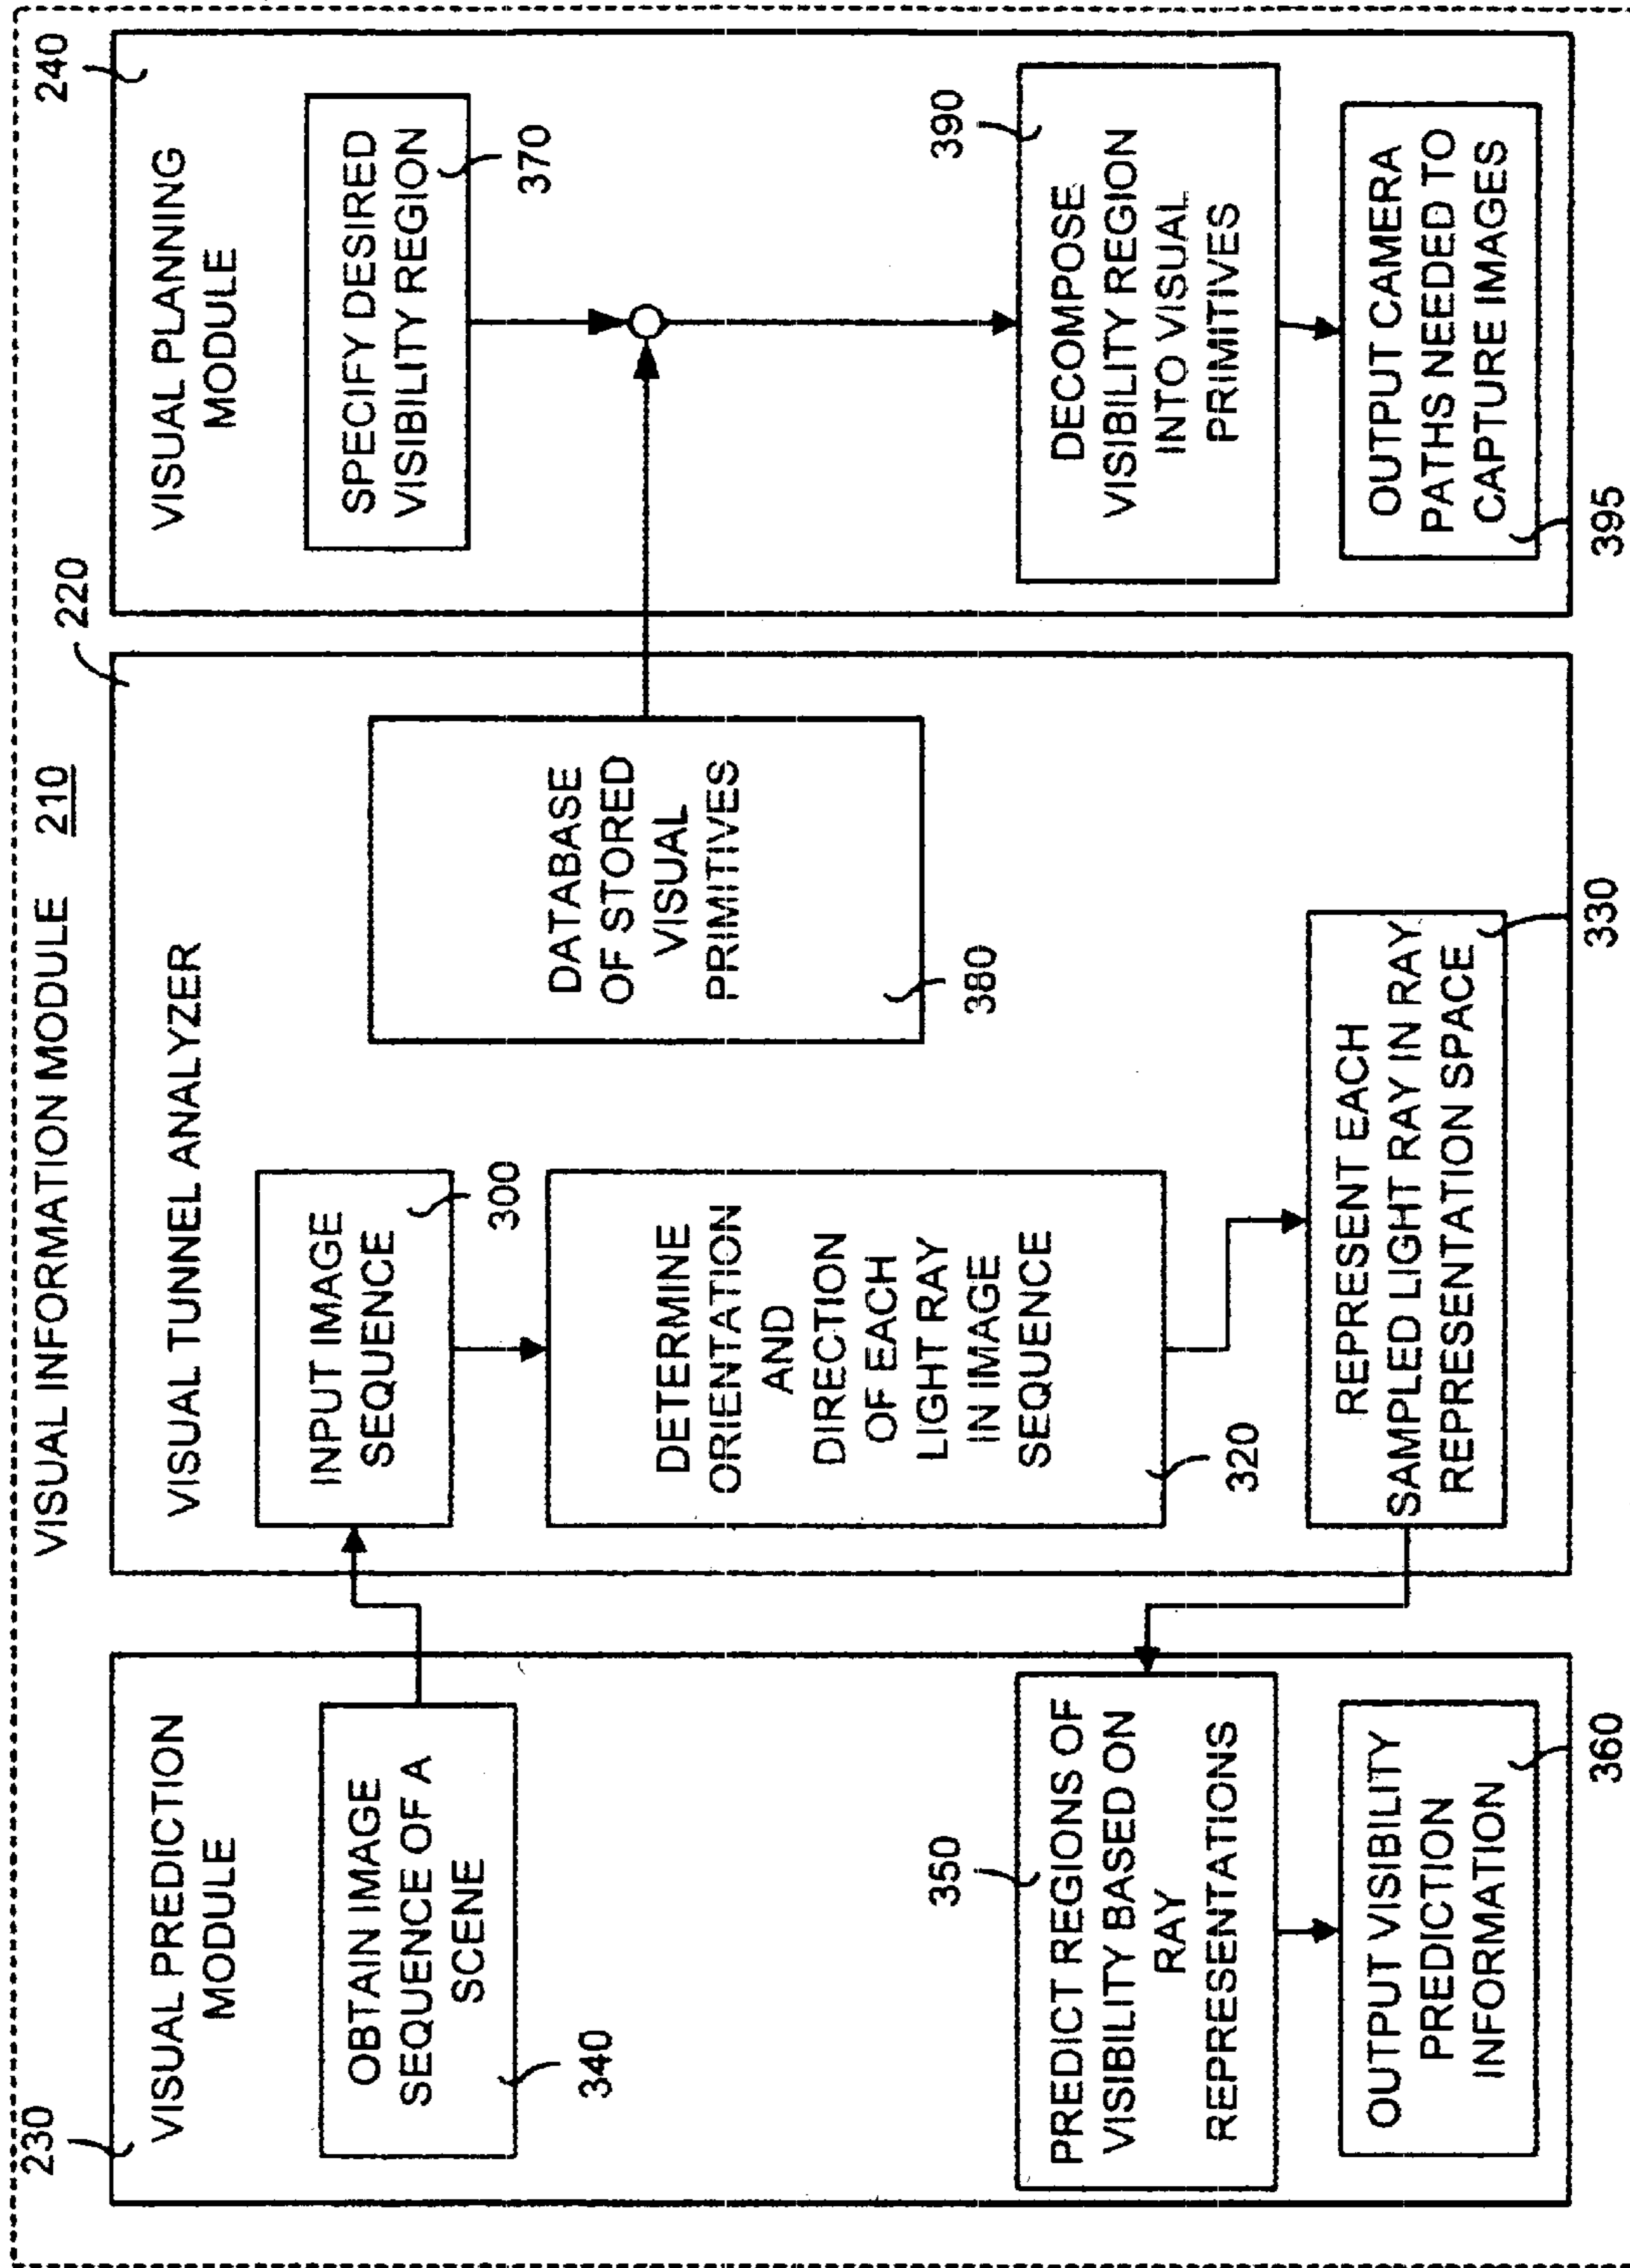 VISUAL INFORMATION MODULE 210
230
VISUAL PREDICTION
MODULE
OBTAIN IMAGE
SEQUENCE OF A
SCENE
340
350
PREDICT REGIONS OF
VISIBILITY BASED ON
RAY
REPRESENTATIONS
OUTPUT VISIBILITY
PREDICTION
INFORMATION
360
220
VISUAL TUNNEL ANALYZER
INPUT IMAGE
SEQUENCE
300
DETERMINE
ORIENTATION
AND
DIRECTION
OF EACH
LIGHT RAY
IN IMAGE
SEQUENCE
320
DATABASE
OF STORED
VISUAL
PRIMITIVES
380
REPRESENT EACH
SAMPLED LIGHT RAY IN RAY
REPRESENTATION SPACE
330
240
VISUAL PLANNING
MODULE
SPECIFY DESIRED
VISIBILITY REGION
370
390
DECOMPOSE
VISIBILITY REGION
INTO VISUAL
PRIMITIVES
OUTPUT CAMERA
PATHS NEEDED TO
CAPTURE IMAGES
395